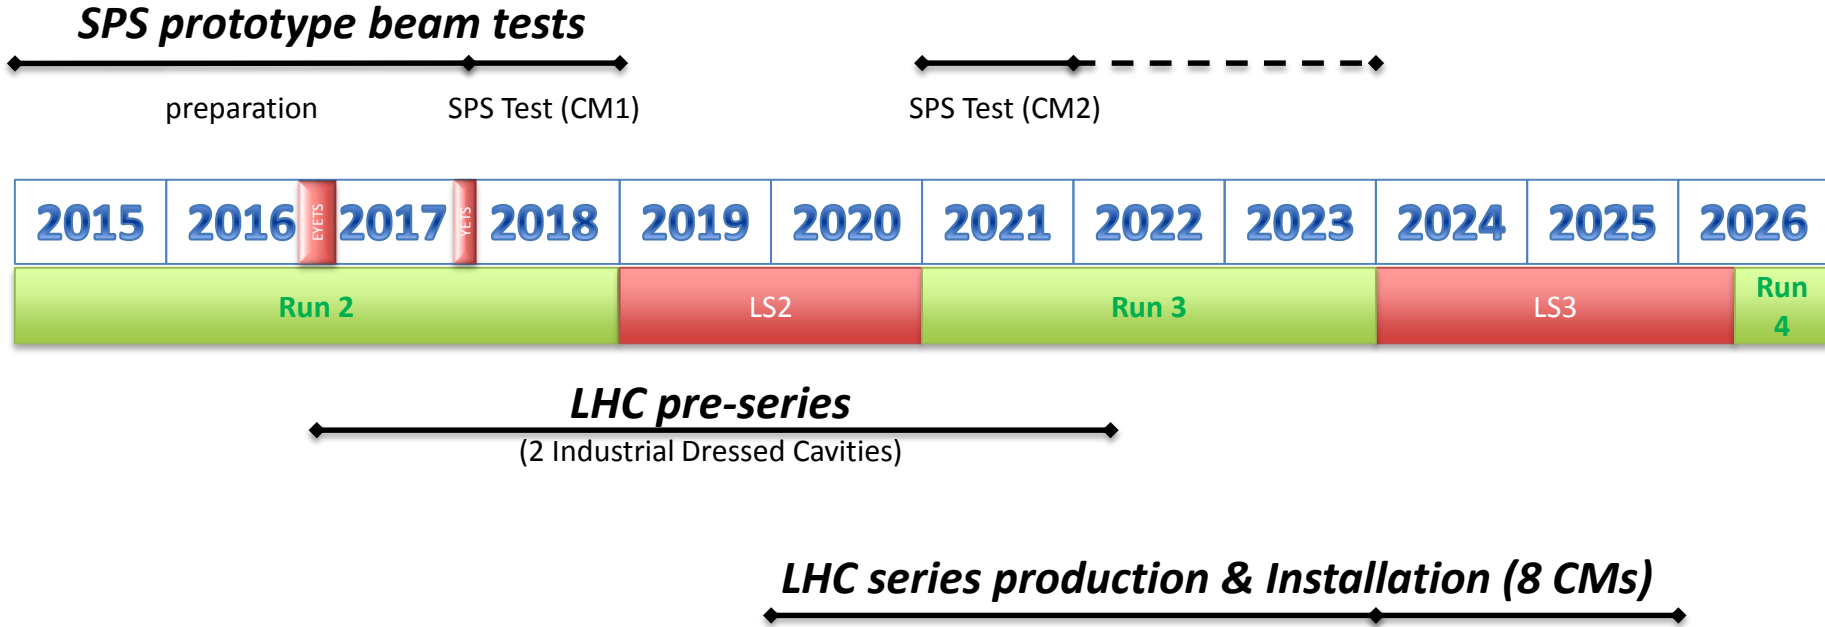 SPS prototype beam tests
preparation
SPS Test (CM1)
SPS Test (CM2)
2015
2016
EYETS
2017
YETS
2018
2019
2020
2021
2022
2023
2024
2025
2026
Run 2
LS2
Run 3
LS3
Run
4
LHC pre-series
(2 Industrial Dressed Cavities)
LHC series production & Installation (8 CMs)